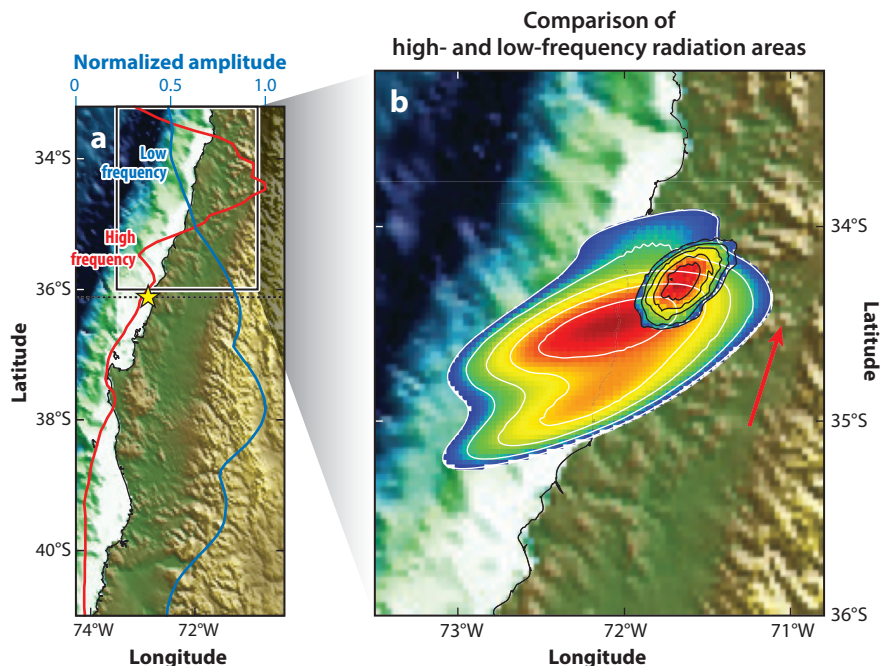 Comparison of
high- and low-frequency radiation areas
Normalized amplitude
0 0.5 1.0
a
Low
frequency
High
frequency
34°S
36°S
38°S
40°S
Latitude
74°W 72°W
Longitude
b
34°S
35°S
36°S
Latitude
73°W 72°W 71°W
Longitude